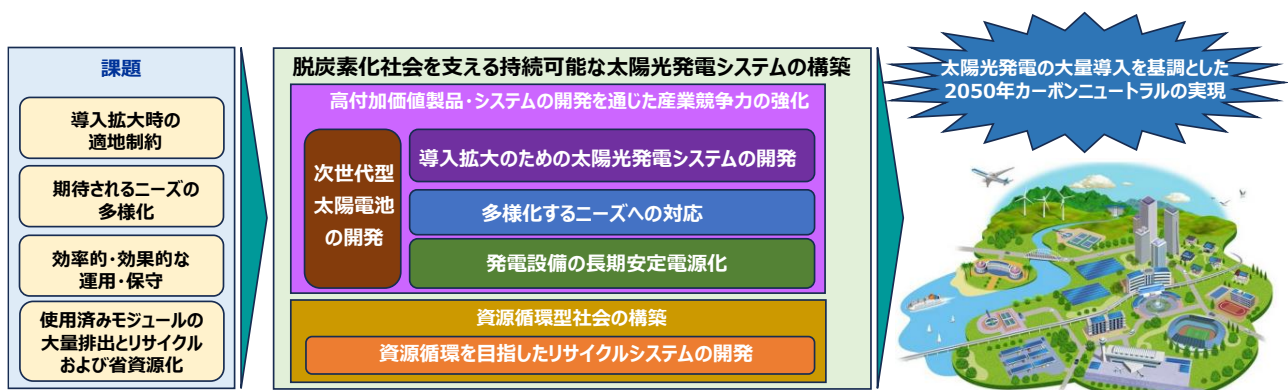 課題
導入拡大時の
適地制約
期待されるニーズの
多様化
効率的・効果的な
運用・保守
使用済みモジュールの
大量排出とリサイクル
および省資源化
脱炭素化社会を支える持続可能な太陽光発電システムの構築
高付加価値製品・システムの開発を通じた産業競争力の強化
次世代型
太陽電池
の開発
導入拡大のための太陽光発電システムの開発
多様化するニーズへの対応
発電設備の長期安定電源化
資源循環型社会の構築
資源循環を目指したリサイクルシステムの開発
太陽光発電の大量導入を基調とした
2050年カーボンニュートラルの実現